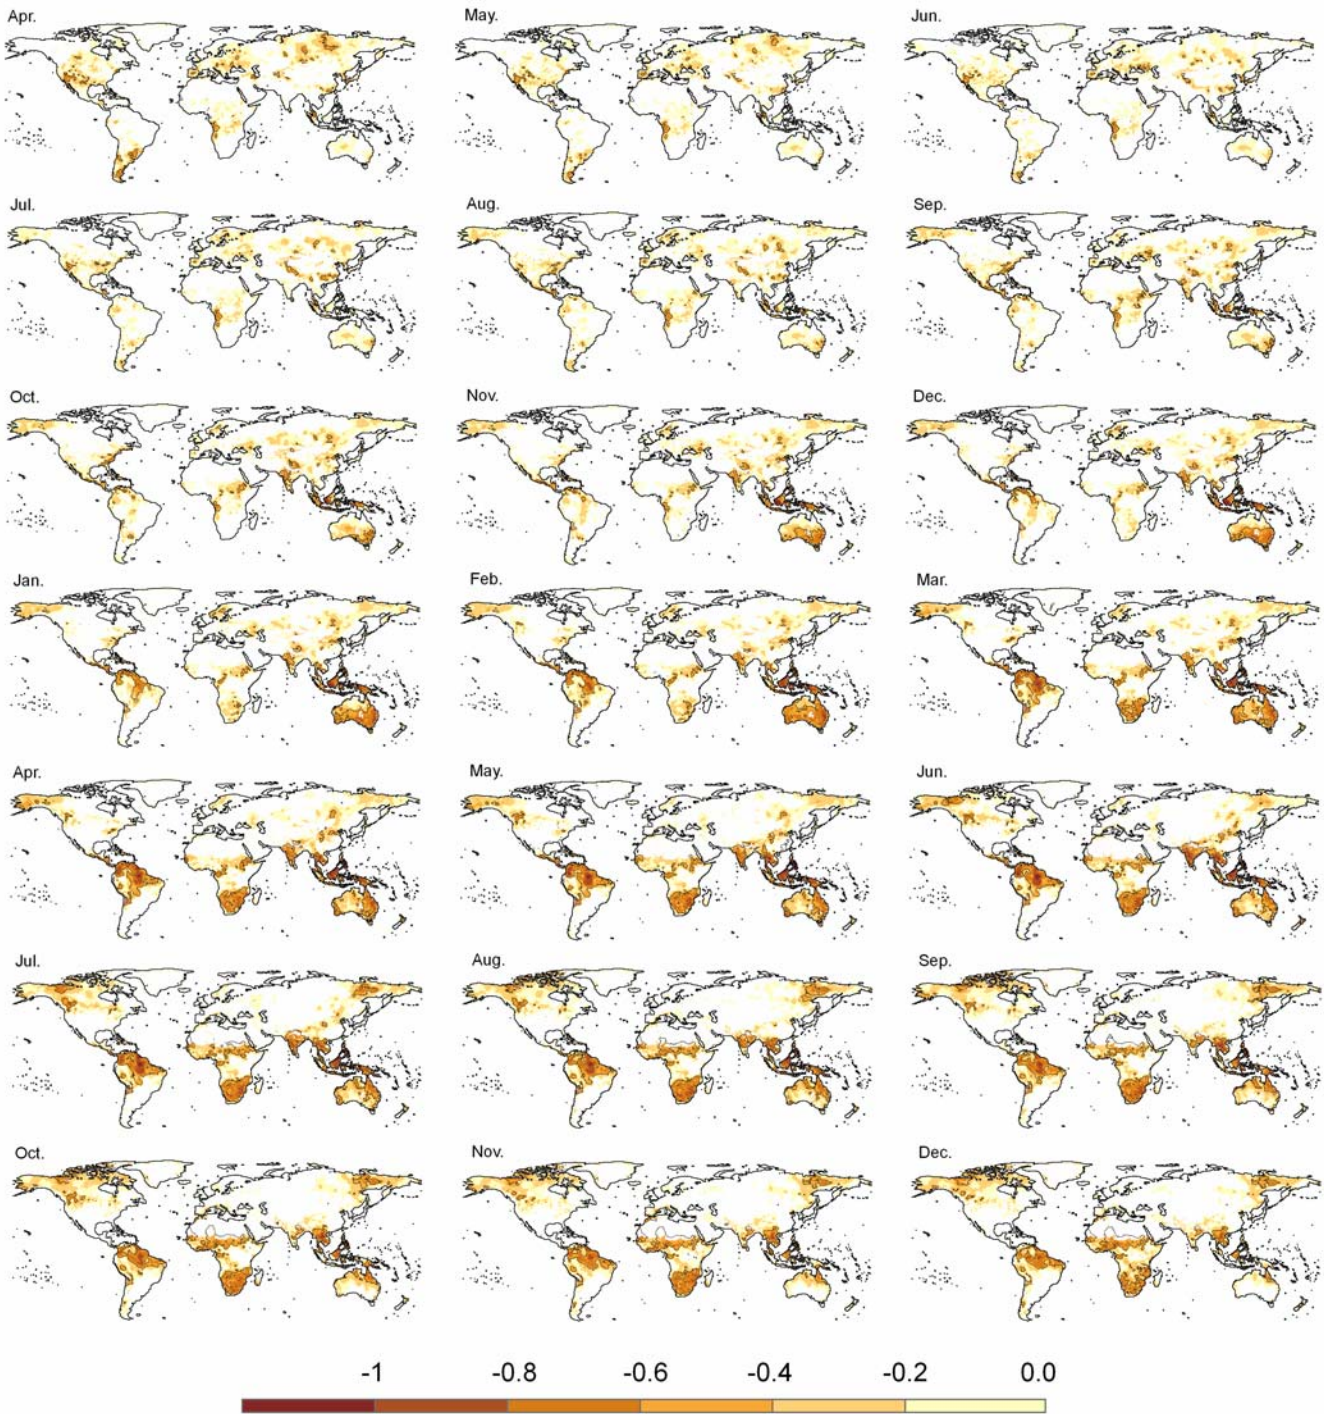 Apr. May. Jun.
Jul. Aug. Sep.
Oct. Nov. Dec.
Jan. Feb. Mar.
Apr. May. Jun.
Jul. Aug. Sep.
Oct. Nov. Dec.
-1 -0.8 -0.6 -0.4 -0.2 0.0